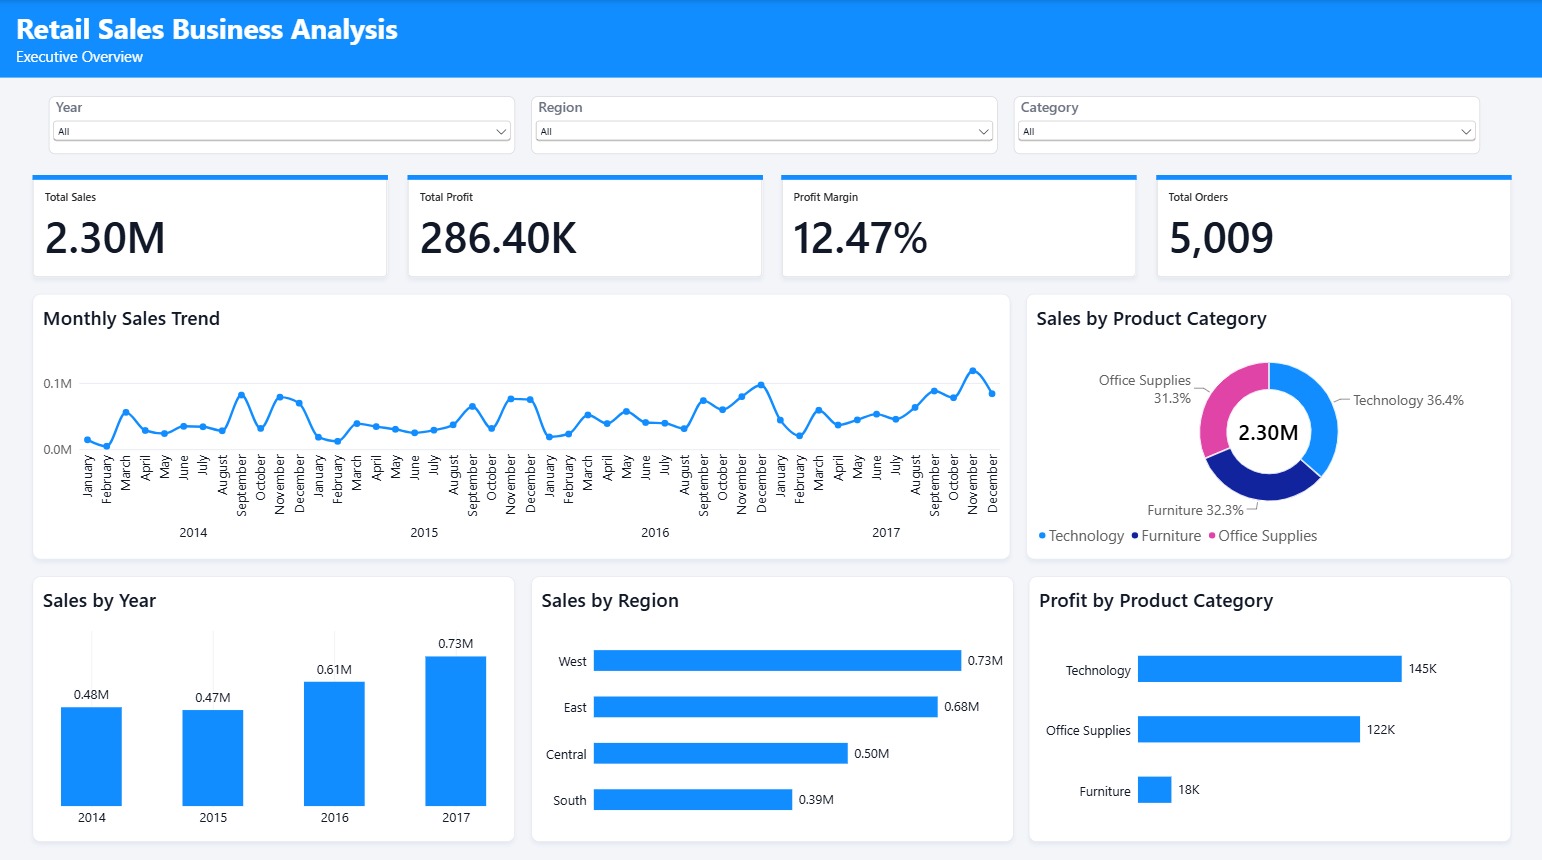 Retail Sales Business Analysis
Executive Overview
Year
All
Region
All
Category
All
Total Sales
2.30M
Total Profit
286.40K
Profit Margin
12.47%
Total Orders
5,009
Monthly Sales Trend
0.1M
0.0M
January
February
March
April
May
June
July
August
September
October
November
December
January
February
March
April
May
June
July
August
September
October
November
December
January
February
March
April
May
June
July
August
September
October
November
December
January
February
March
April
May
June
July
August
September
October
November
December
2014
2015
2016
2017
Sales by Product Category
Office Supplies
31.3%
Technology 36.4%
2.30M
Furniture 32.3%
Technology Furniture Office Supplies
Sales by Year
0.48M
0.47M
0.61M
0.73M
2014
2015
2016
2017
Sales by Region
West 0.73M
East 0.68M
Central 0.50M
South 0.39M
Profit by Product Category
Technology 145K
Office Supplies 122K
Furniture 18K